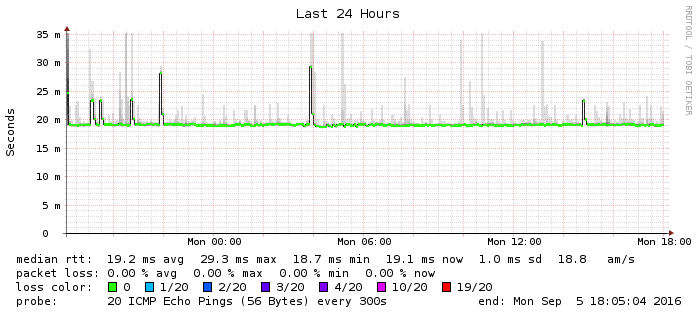 Last 24 Hours
RRDTOOL / TOBI OETIKER
Seconds
35 m
30 m
25 m
20 m
15 m
10 m
5 m
0
Mon 00:00 Mon 06:00 Mon 12:00 Mon 18:00
median rtt: 19.2 ms avg 29.3 ms max 18.7 ms min 19.1 ms now 1.0 ms sd 18.8 am/s
packet loss: 0.00 % avg 0.00 % max 0.00 % min 0.00 % now
loss color: 0 1/20 2/20 3/20 4/20 10/20 19/20
probe: 20 ICMP Echo Pings (56 Bytes) every 300s end: Mon Sep 5 18:05:04 2016